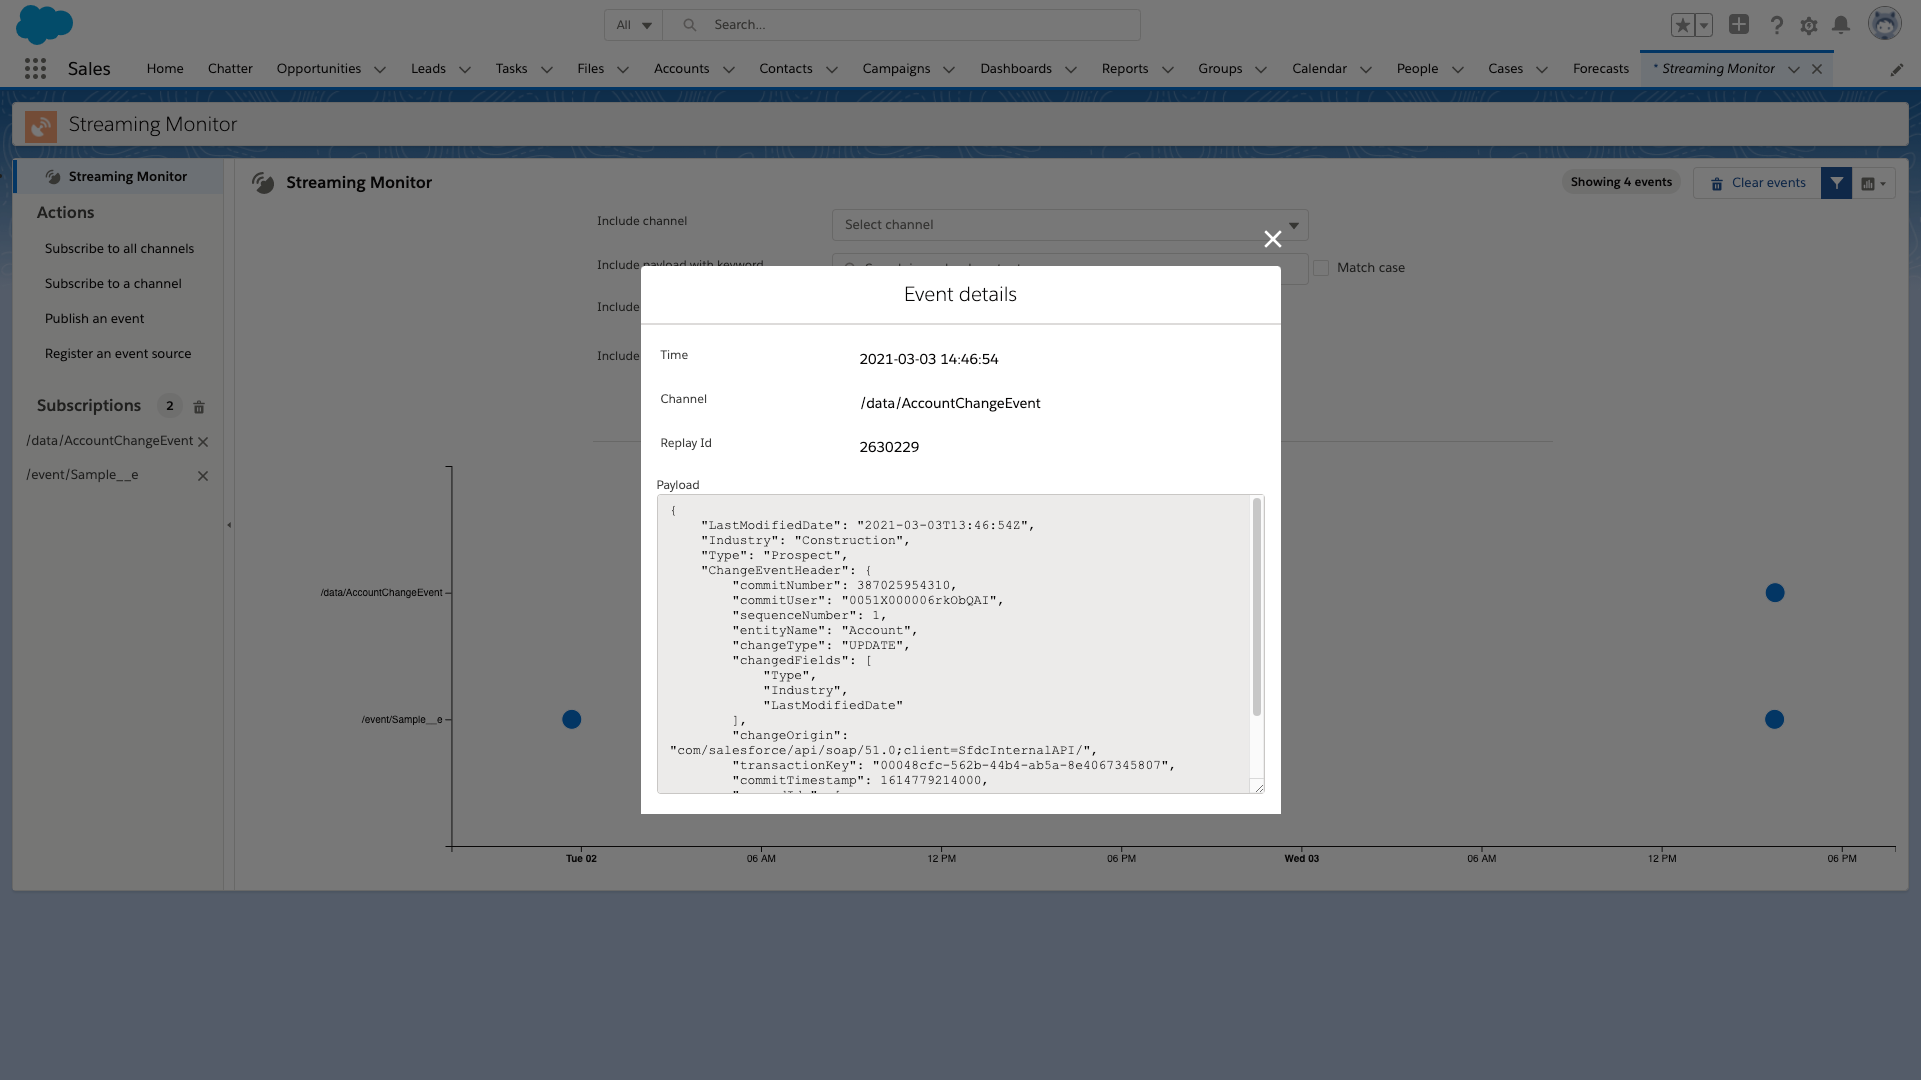 All
Search...
Sales
Home
Chatter
Opportunities
Leads
Tasks
Files
Accounts
Contacts
Campaigns
Dashboards
Reports
Groups
Calendar
People
Cases
Forecasts
* Streaming Monitor
Streaming Monitor
Streaming Monitor
Actions
Subscribe to all channels
Subscribe to a channel
Publish an event
Register an event source
Subscriptions 2
/data/AccountChangeEvent
/event/Sample__e
Streaming Monitor
Showing 4 events
Clear events
Include channel
Select channel
Include payload with keyword
Match case
Include
Include
Event details
Time
2021-03-03 14:46:54
Channel
/data/AccountChangeEvent
Replay Id
2630229
Payload
{
"LastModifiedDate": "2021-03-03T13:46:54Z",
"Industry": "Construction",
"Type": "Prospect",
"ChangeEventHeader": {
"commitNumber": 387025954310,
"commitUser": "0051X000006rkObQAI",
"sequenceNumber": 1,
"entityName": "Account",
"changeType": "UPDATE",
"changedFields": [
"Type",
"Industry",
"LastModifiedDate"
],
"changeOrigin":
"com/salesforce/api/soap/51.0;client=SfdcInternalAPI/",
"transactionKey": "00048cfc-562b-44b4-ab5a-8e4067345807",
"commitTimestamp": 1614779214000,
/data/AccountChangeEvent
/event/Sample__e
Tue 02
06 AM
12 PM
06 PM
Wed 03
06 AM
12 PM
06 PM